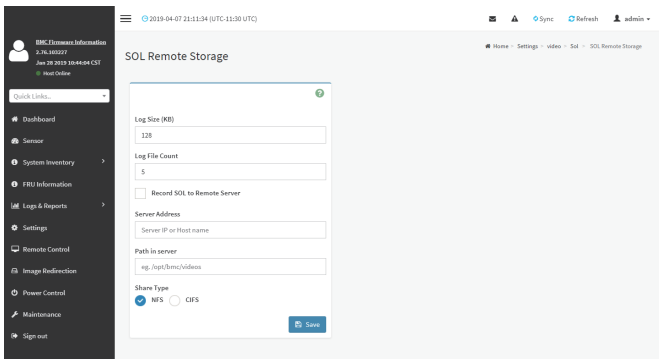 2019-04-07 21:11:34 (UTC-11:30 UTC)
Sync
Refresh
admin
BMC Firmware Information
2.76.102227
Jan 28 2019 10:44:04 CST
Host Online
Quick Links..
Dashboard
Sensor
System Inventory
FRU Information
Logs & Reports
Settings
Remote Control
Image Redirection
Power Control
Maintenance
Sign out
SOL Remote Storage
Home - Settings - video - Sol - SOL Remote Storage
?
Log Size (KB)
128
Log File Count
5
Record SOL to Remote Server
Server Address
Server IP or Host name
Path in server
eg. /opt/bmc/videos
Share Type
NFS CIFS
Save